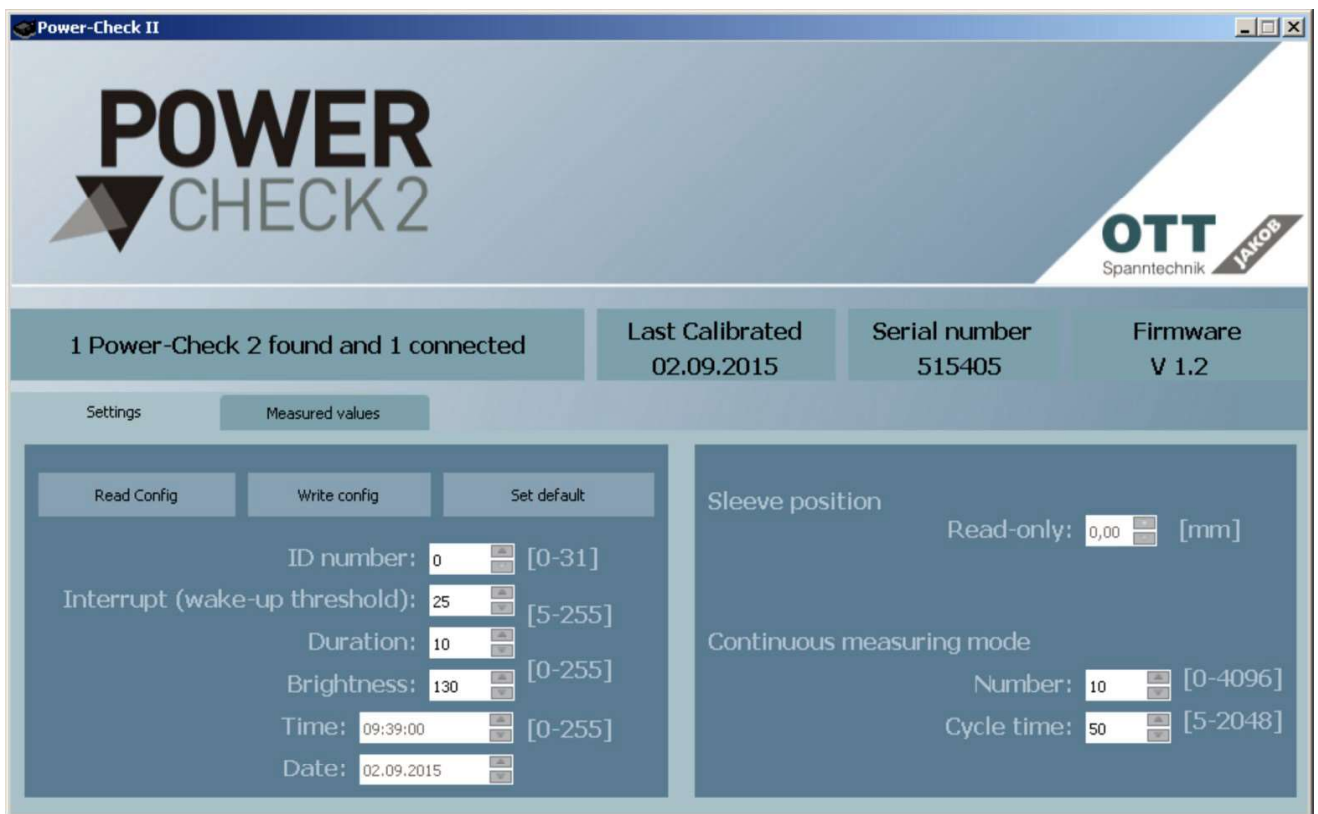 Power-Check II
POWER
CHECK2
OTT
JAKOB
Spanntechnik
1 Power-Check 2 found and 1 connected
Last Calibrated
02.09.2015
Serial number
515405
Firmware
V 1.2
Settings
Measured values
Read Config
Write config
Set default
ID number: 0 [0-31]
Interrupt (wake-up threshold): 25 [5-255]
Duration: 10 [0-255]
Brightness: 130 [0-255]
Time: 09:39:00
Date: 02.09.2015
Sleeve position
Read-only: 0,00 [mm]
Continuous measuring mode
Number: 10 [0-4096]
Cycle time: 50 [5-2048]